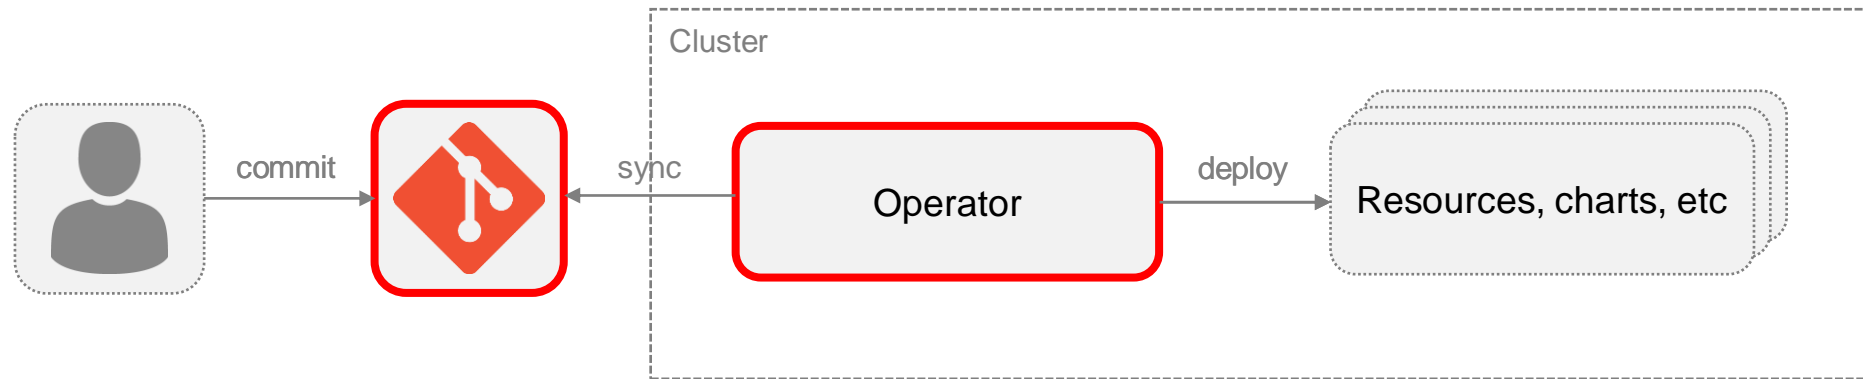 Cluster
commit
sync
Operator
deploy
Resources, charts, etc